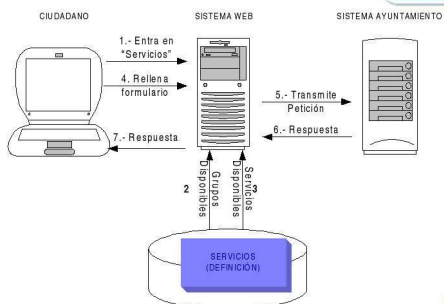 CIUDADANO
SISTEMA WEB
SISTEMA AYUNTAMIENTO
1.- Entra en
“Servicios”
4. Rellena
formulario
5.- Transmite
Petición
6.- Respuesta
7.- Respuesta
2
Grupos
Disponibles
Servicios
Disponibles
3
SERVICIOS
(DEFINICIÓN)